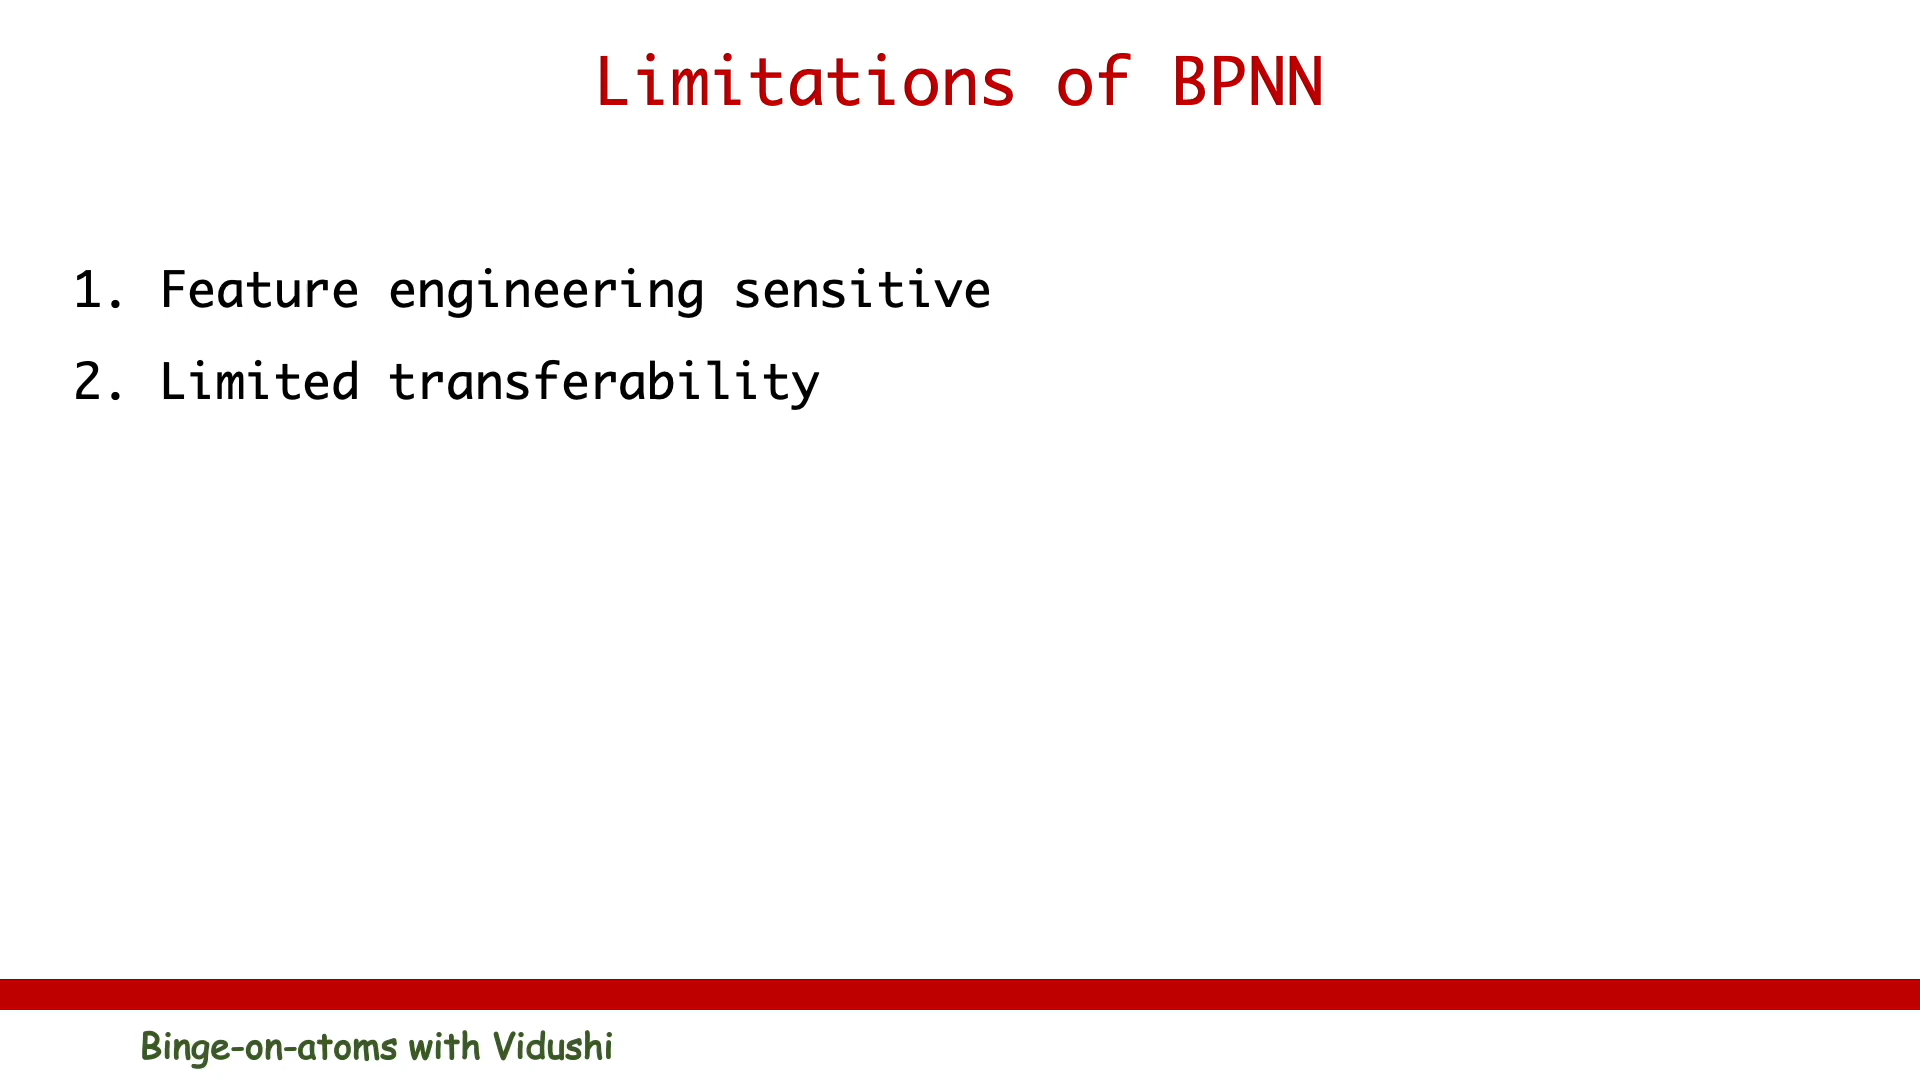 Limitations of BPNN
1. Feature engineering sensitive
2. Limited transferability
Binge-on-atoms with Vidushi